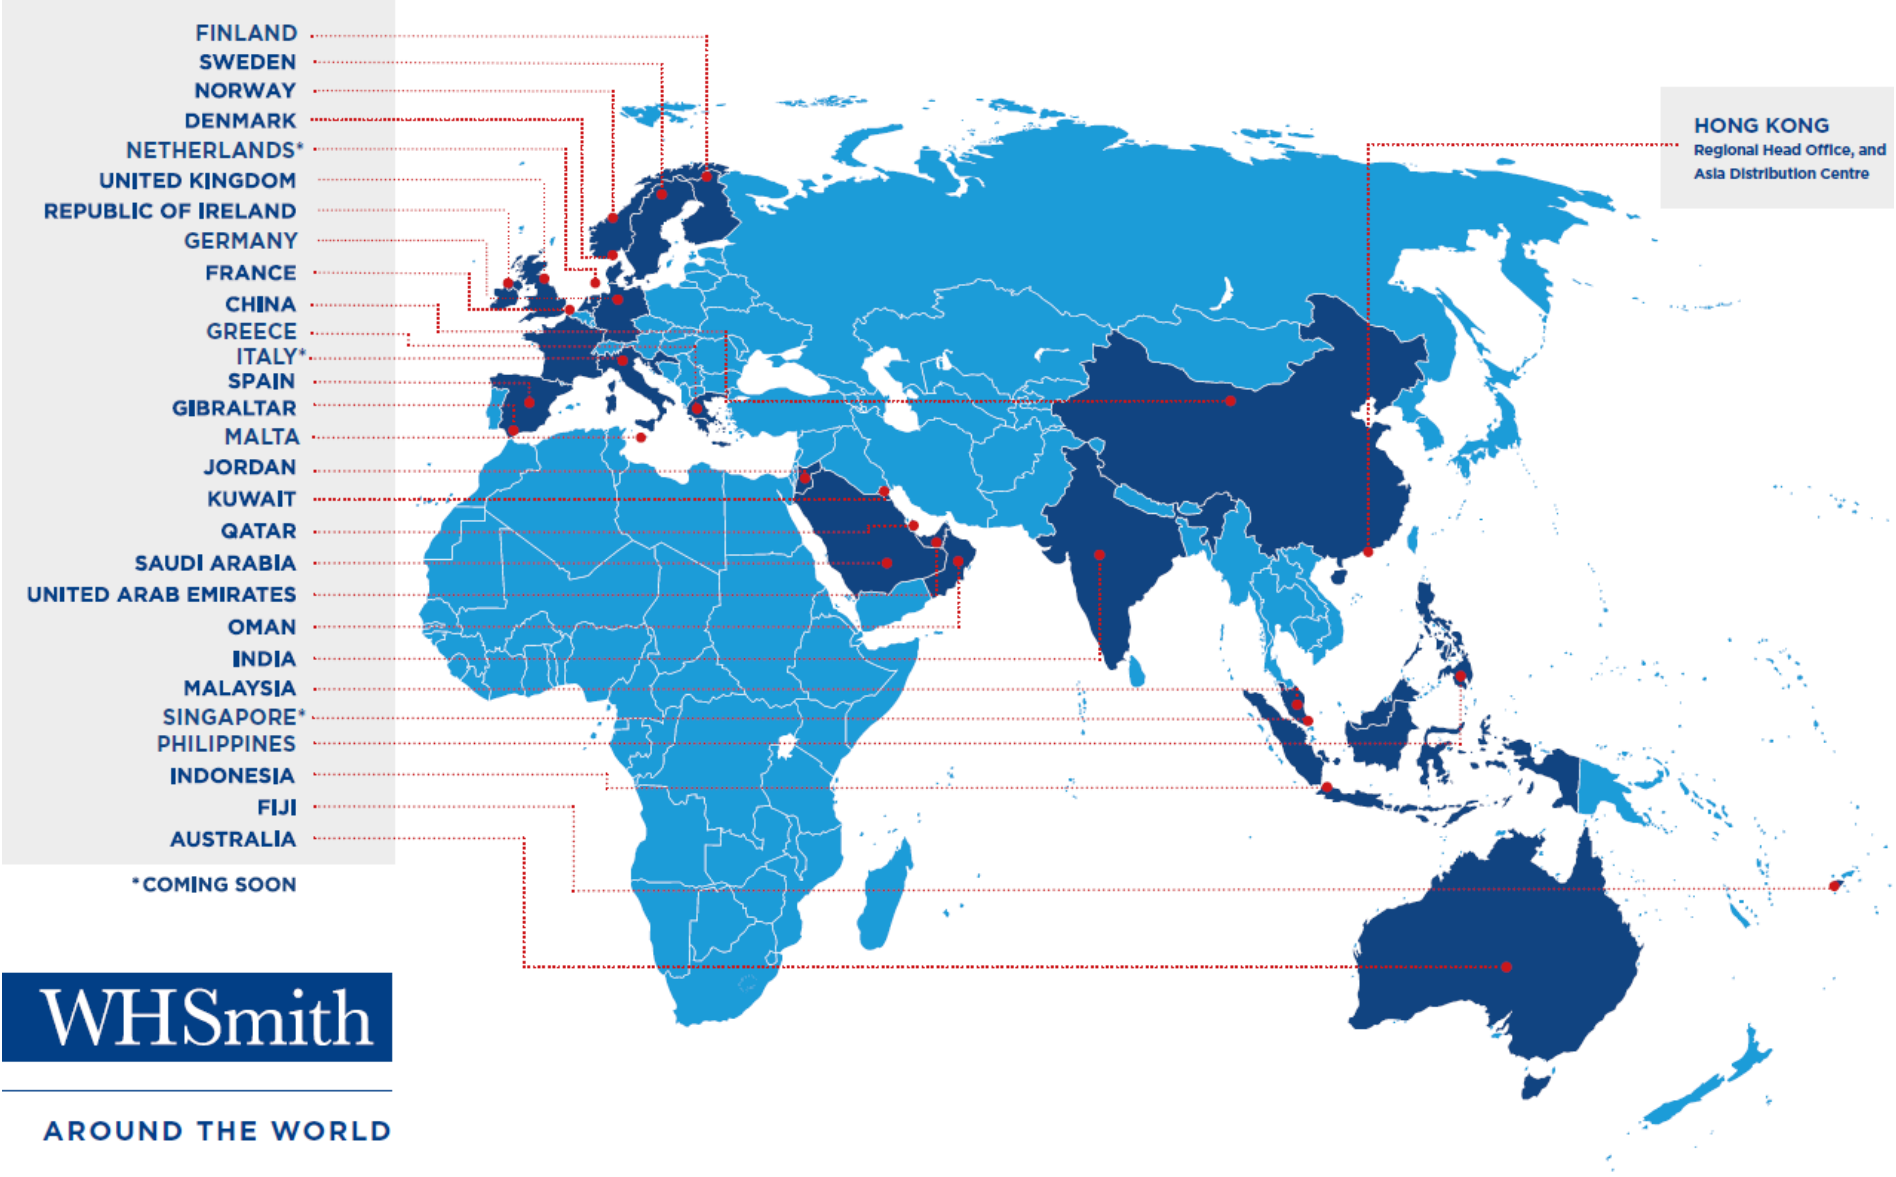 FINLAND
SWEDEN
NORWAY
DENMARK
NETHERLANDS*
UNITED KINGDOM
REPUBLIC OF IRELAND
GERMANY
FRANCE
CHINA
GREECE
ITALY*
SPAIN
GIBRALTAR
MALTA
JORDAN
KUWAIT
QATAR
SAUDI ARABIA
UNITED ARAB EMIRATES
OMAN
INDIA
MALAYSIA
SINGAPORE*
PHILIPPINES
INDONESIA
FIJI
AUSTRALIA
*COMING SOON
WHSmith
AROUND THE WORLD
HONG KONG
Regional Head Office, and
Asia Distribution Centre